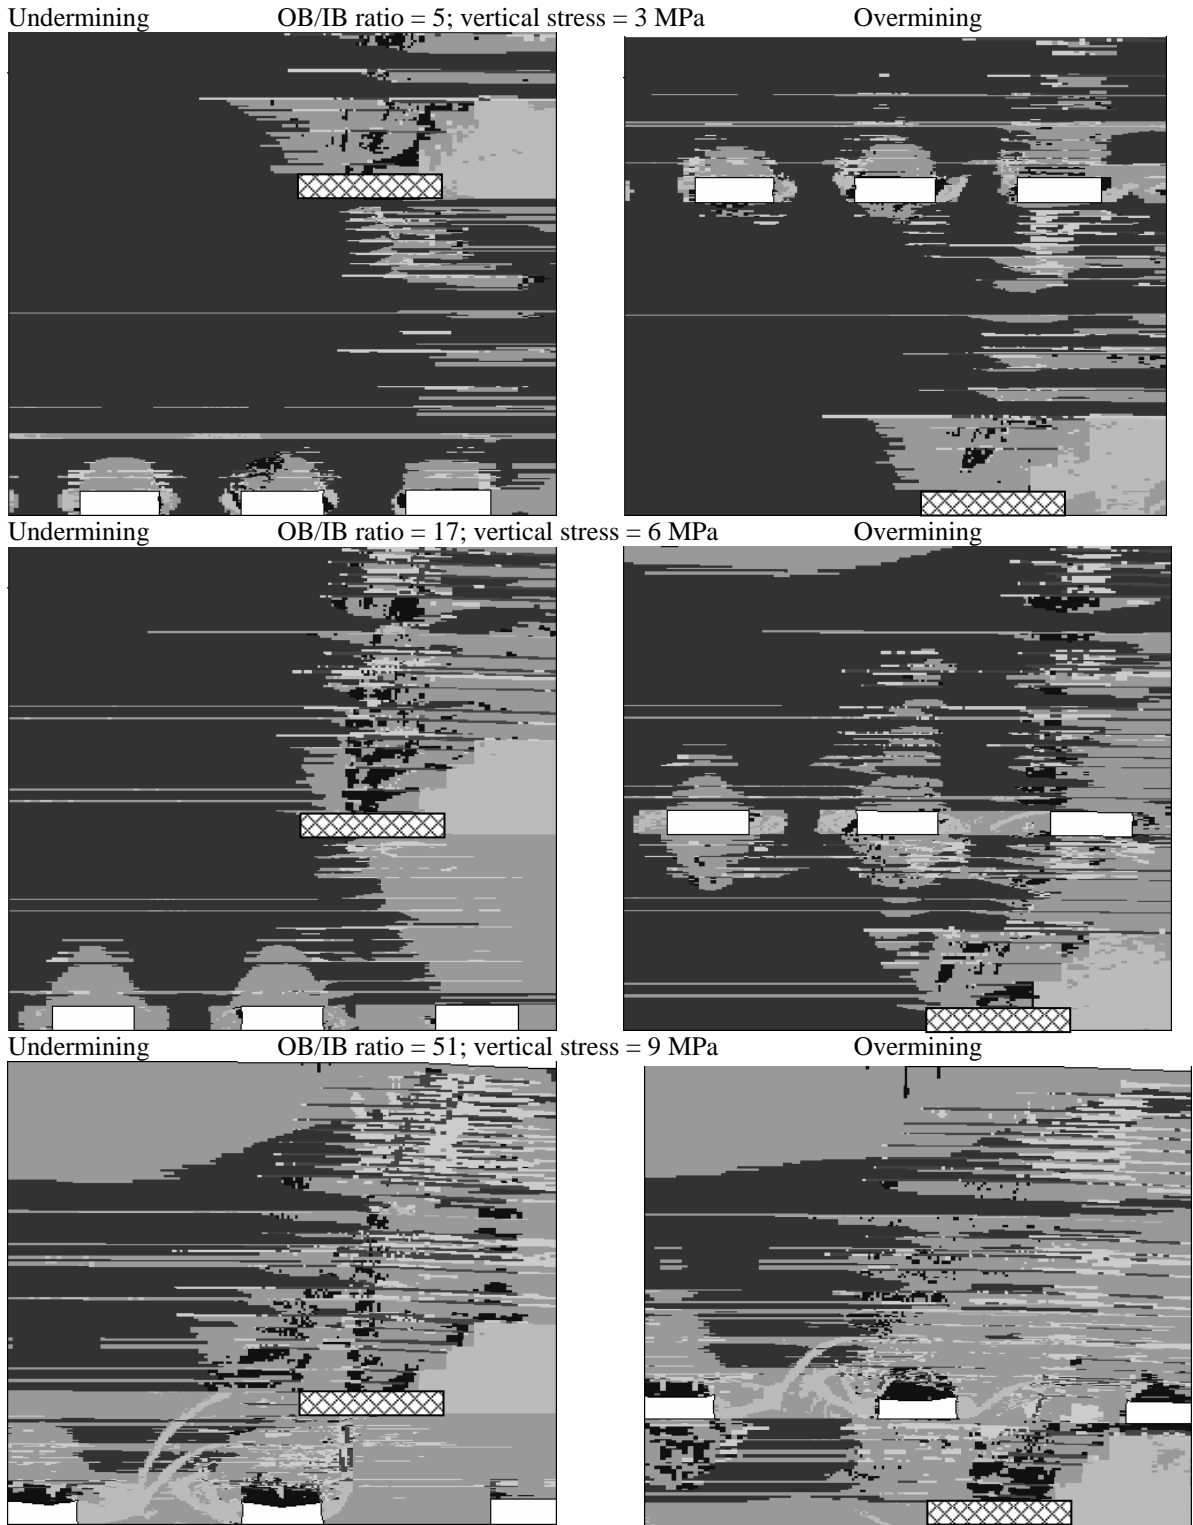 Undermining OB/IB ratio = 5; vertical stress = 3 MPa Overmining
Undermining OB/IB ratio = 17; vertical stress = 6 MPa Overmining
Undermining OB/IB ratio = 51; vertical stress = 9 MPa Overmining